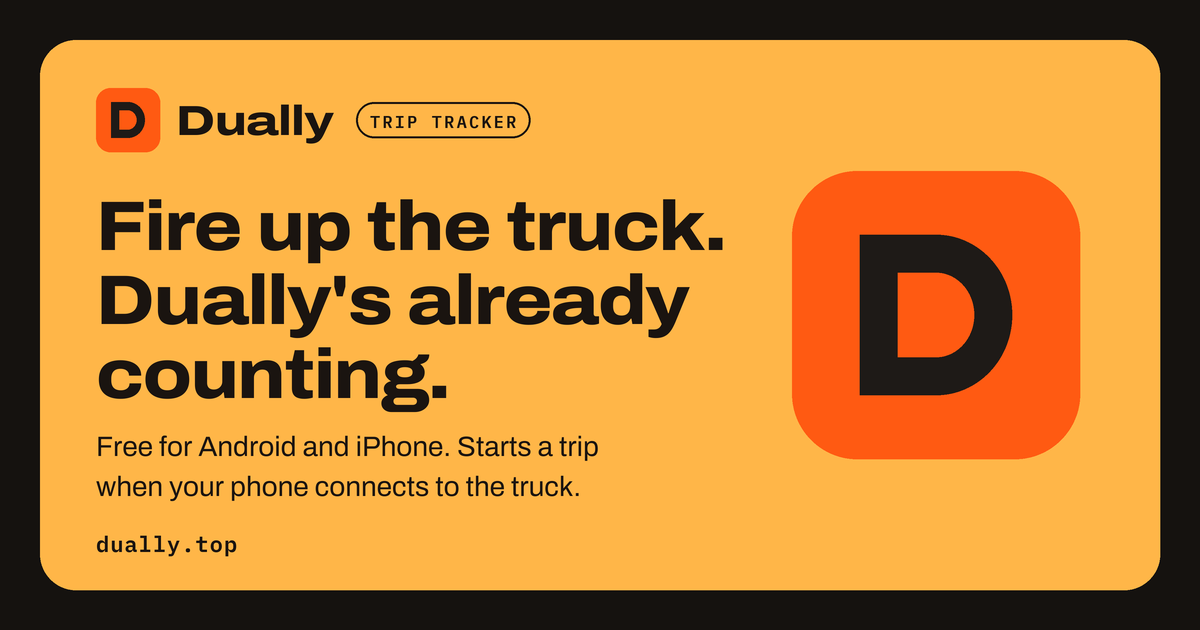 D Dually TRIP TRACKER
Fire up the truck.
Dually's already
counting.
D
Free for Android and iPhone. Starts a trip
when your phone connects to the truck.
dually.top